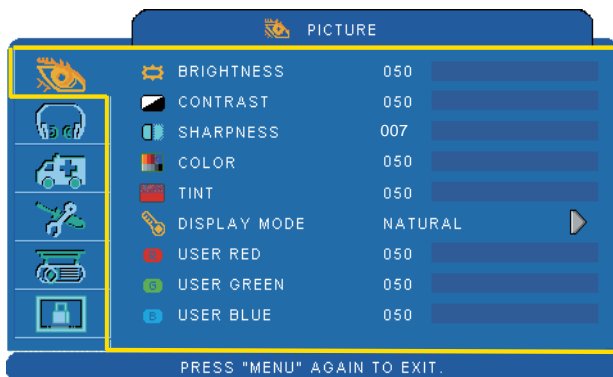 PICTURE
BRIGHTNESS 050
CONTRAST 050
SHARPNESS 007
COLOR 050
TINT 050
DISPLAY MODE NATURAL
R USER RED 050
G USER GREEN 050
B USER BLUE 050
PRESS "MENU" AGAIN TO EXIT.